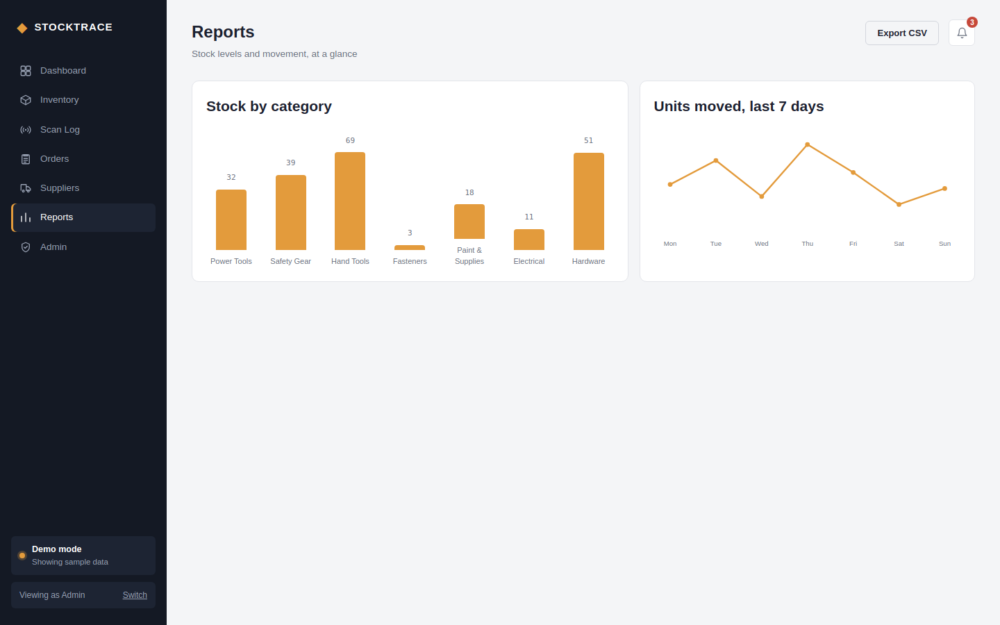 STOCKTRACE
Dashboard
Inventory
Scan Log
Orders
Suppliers
Reports
Admin
Demo mode
Showing sample data
Viewing as Admin Switch
Reports
Stock levels and movement, at a glance
Export CSV
3
Stock by category
32
39
69
3
18
11
51
Power Tools
Safety Gear
Hand Tools
Fasteners
Paint &
Supplies
Electrical
Hardware
Units moved, last 7 days
Mon Tue Wed Thu Fri Sat Sun